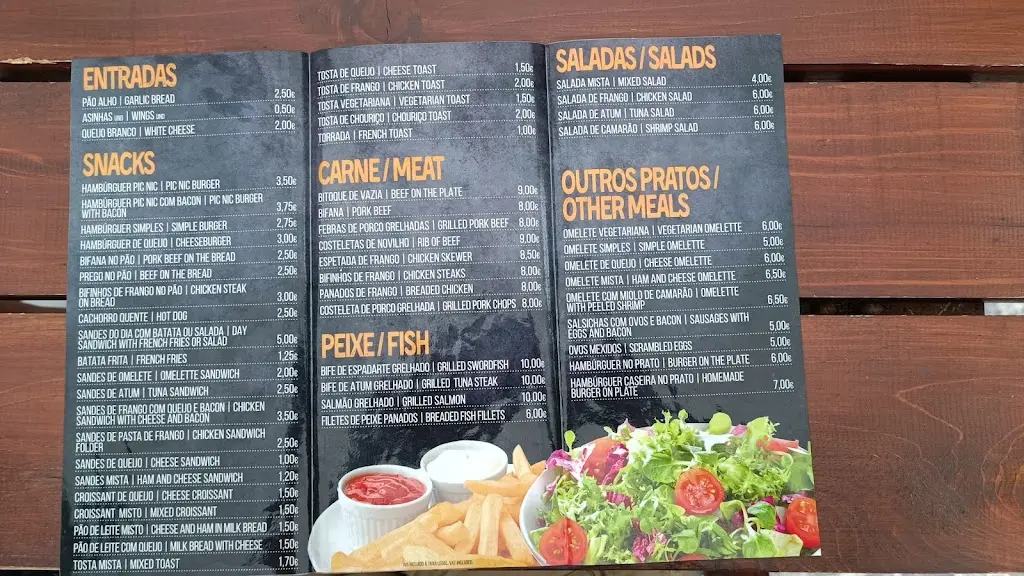 ENTRADAS
PÃO ALHO | GARLIC BREAD 2,50€
ASINHAS UND | WINGS UND 0,50€
QUEIJO BRANCO | WHITE CHEESE 2,00€
SNACKS
HAMBÚRGUER PIC NIC | PIC NIC BURGER 3,50€
HAMBÚRGUER PIC NIC COM BACON | PIC NIC BURGER
WITH BACON 3,75€
HAMBÚRGUER SIMPLES | SIMPLE BURGER 2,75€
HAMBÚRGUER DE QUEIJO | CHEESEBURGER 3,00€
BIFANA NO PÃO | PORK BEEF ON THE BREAD 2,50€
PREGO NO PÃO | BEEF ON THE BREAD 2,50€
BIFINHOS DE FRANGO NO PÃO | CHICKEN STEAK
ON BREAD 3,00€
CACHORRO QUENTE | HOT DOG 2,50€
SANDES DO DIA COM BATATA OU SALADA | DAY
SANDWICH WITH FRENCH FRIES OR SALAD 5,00€
BATATA FRITA | FRENCH FRIES 1,25€
SANDES DE OMELETE | OMELETTE SANDWICH 2,00€
SANDES DE ATUM | TUNA SANDWICH 2,50€
SANDES DE FRANGO COM QUEIJO E BACON | CHICKEN
SANDWICH WITH CHEESE AND BACON 3,50€
SANDES DE PASTA DE FRANGO | CHICKEN SANDWICH
FOLDER 2,50€
SANDES DE QUEIJO | CHEESE SANDWICH 1,00€
SANDES MISTA | HAM AND CHEESE SANDWICH 1,20€
CROISSANT DE QUEIJO | CHEESE CROISSANT 1,50€
CROISSANT MISTO | MIXED CROISSANT 1,50€
PÃO DE LEITE MISTO | CHEESE AND HAM IN MILK BREAD 1,50€
PÃO DE LEITE COM QUEIJO | MILK BREAD WITH CHEESE 1,50€
TOSTA MISTA | MIXED TOAST 1,70€
TOSTA DE QUEIJO | CHEESE TOAST 1,50€
TOSTA DE FRANGO | CHICKEN TOAST 2,00€
TOSTA VEGETARIANA | VEGETARIAN TOAST 1,50€
TOSTA DE CHOURIÇO | CHOURIÇO TOAST 2,00€
TORRADA | FRENCH TOAST 1,00€
CARNE / MEAT
BITOQUE DE VAZIA | BEEF ON THE PLATE 9,00€
BIFANA | PORK BEEF 8,00€
FEBRAS DE PORCO GRELHADAS | GRILLED PORK BEEF 8,00€
COSTELETAS DE NOVILHO | RIB OF BEEF 9,00€
ESPETADA DE FRANGO | CHICKEN SKEWER 8,50€
BIFINHOS DE FRANGO | CHICKEN STEAKS 8,00€
PANADOS DE FRANGO | BREADED CHICKEN 8,00€
COSTELETA DE PORCO GRELHADA | GRILLED PORK CHOPS 8,00€
PEIXE / FISH
BIFE DE ESPADARTE GRELHADO | GRILLED SWORDFISH 10,00€
BIFE DE ATUM GRELHADO | GRILLED TUNA STEAK 10,00€
SALMÃO GRELHADO | GRILLED SALMON 10,00€
FILETES DE PEIXE PANADOS | BREADED FISH FILLETS 6,00€
SALADAS / SALADS
SALADA MISTA | MIXED SALAD 4,00€
SALADA DE FRANGO | CHICKEN SALAD 6,00€
SALADA DE ATUM | TUNA SALAD 6,00€
SALADA DE CAMARÃO | SHRIMP SALAD 6,00€
OUTROS PRATOS /
OTHER MEALS
OMELETE VEGETARIANA | VEGETARIAN OMELETTE 6,00€
OMELETE SIMPLES | SIMPLE OMELETTE 5,00€
OMELETE DE QUEIJO | CHEESE OMELETTE 6,00€
OMELETE MISTA | HAM AND CHEESE OMELETTE 6,50€
OMELETE COM MIOLO DE CAMARÃO | OMELETTE
WITH PEELED SHRIMP 6,50€
SALSICHAS COM OVOS E BACON | SAUSAGES WITH
EGGS AND BACON 5,00€
OVOS MEXIDOS | SCRAMBLED EGGS 5,00€
HAMBÚRGUER NO PRATO | BURGER ON THE PLATE 6,00€
HAMBÚRGUER CASEIRA NO PRATO | HOMEMADE
BURGER ON PLATE 7,00€